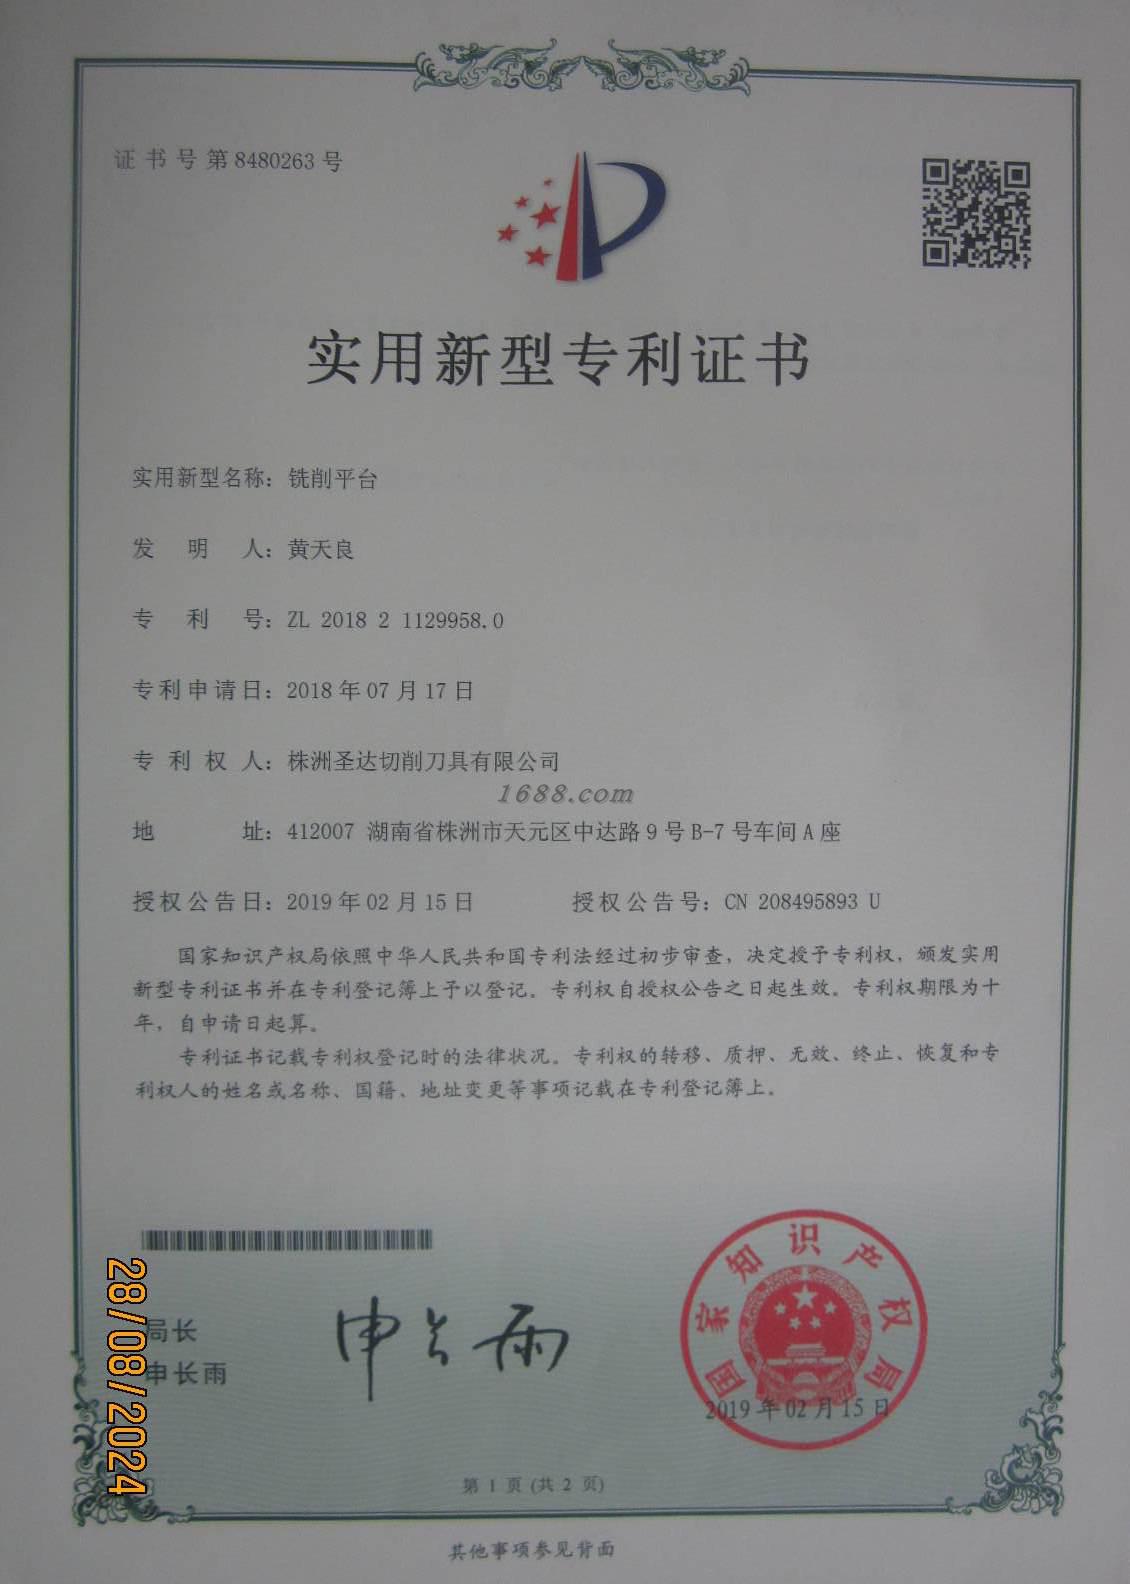 证书号第8480263号
实用新型专利证书
实用新型名称：铣削平台
发明人：黄天良
专利号：ZL 2018 2 1129958.0
专利申请日：2018年07月17日
专利权人：株洲圣达切削刀具有限公司
1688.com
地址：412007 湖南省株洲市天元区中达路9号B-7号车间A座
授权公告日：2019年02月15日 授权公告号：CN 208495893 U
国家知识产权局依照中华人民共和国专利法经过初步审查，决定授予专利权，颁发实用
新型专利证书并在专利登记簿上予以登记。专利权自授权公告之日起生效。专利权期限为十
年，自申请日起算。
专利证书记载专利权登记时的法律状况。专利权的转移、质押、无效、终止、恢复和专
利权人的姓名或名称、国籍、地址变更等事项记载在专利登记簿上。
局长
申长雨
申长雨
国家知识产权局
2019年02月15日
28/08/2024
第 1 页 (共 2 页)
其他事项参见背面